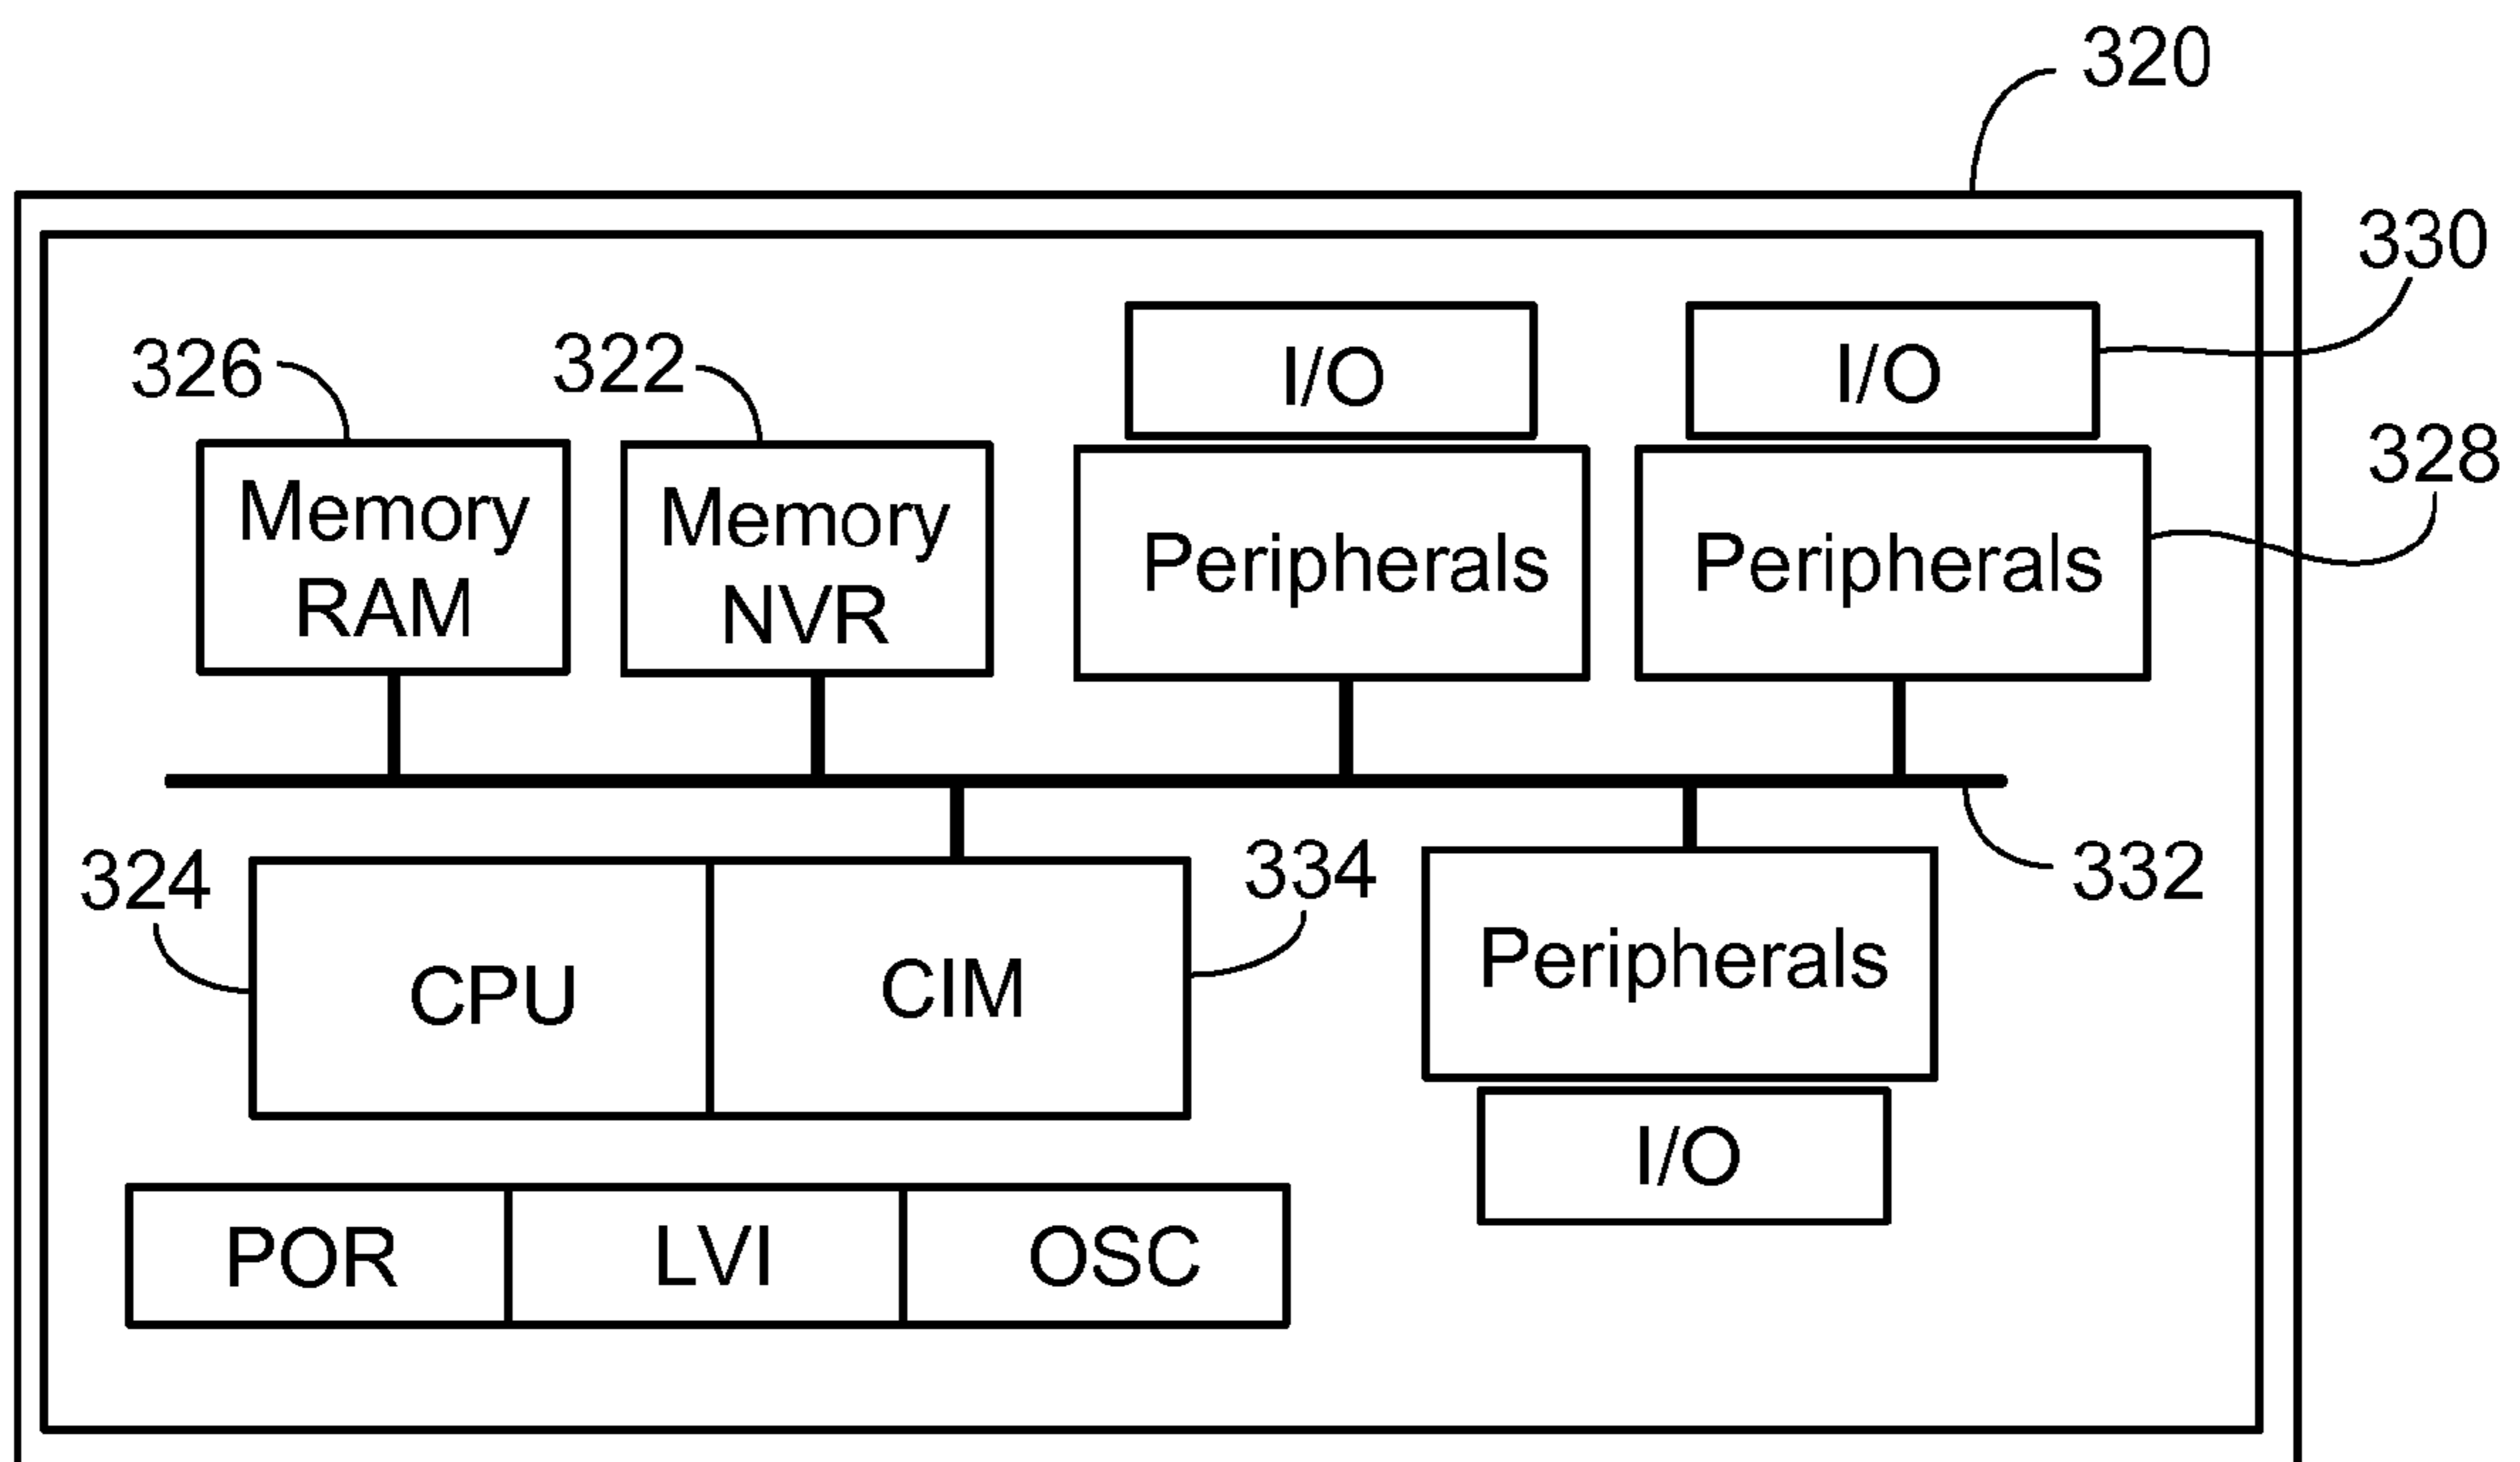 320
330
I/O
I/O
326
322
328
Memory
RAM
Memory
NVR
Peripherals
Peripherals
324
334
332
CPU
CIM
Peripherals
I/O
POR
LVI
OSC